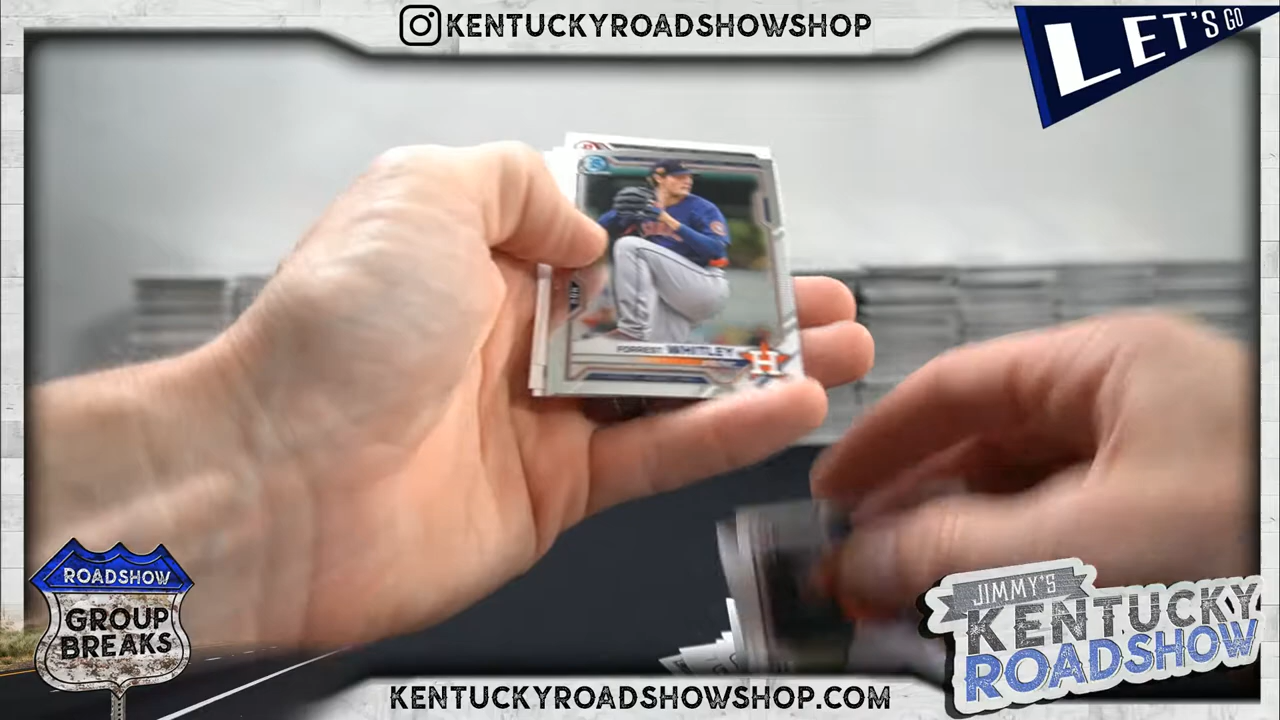 KENTUCKYROADSHOWSHOP
LET'S GO
FORREST WHITLEY
H
ROADSHOW
GROUP
BREAKS
JIMMY'S
KENTUCKY
ROADSHOW
KENTUCKYROADSHOWSHOP.COM